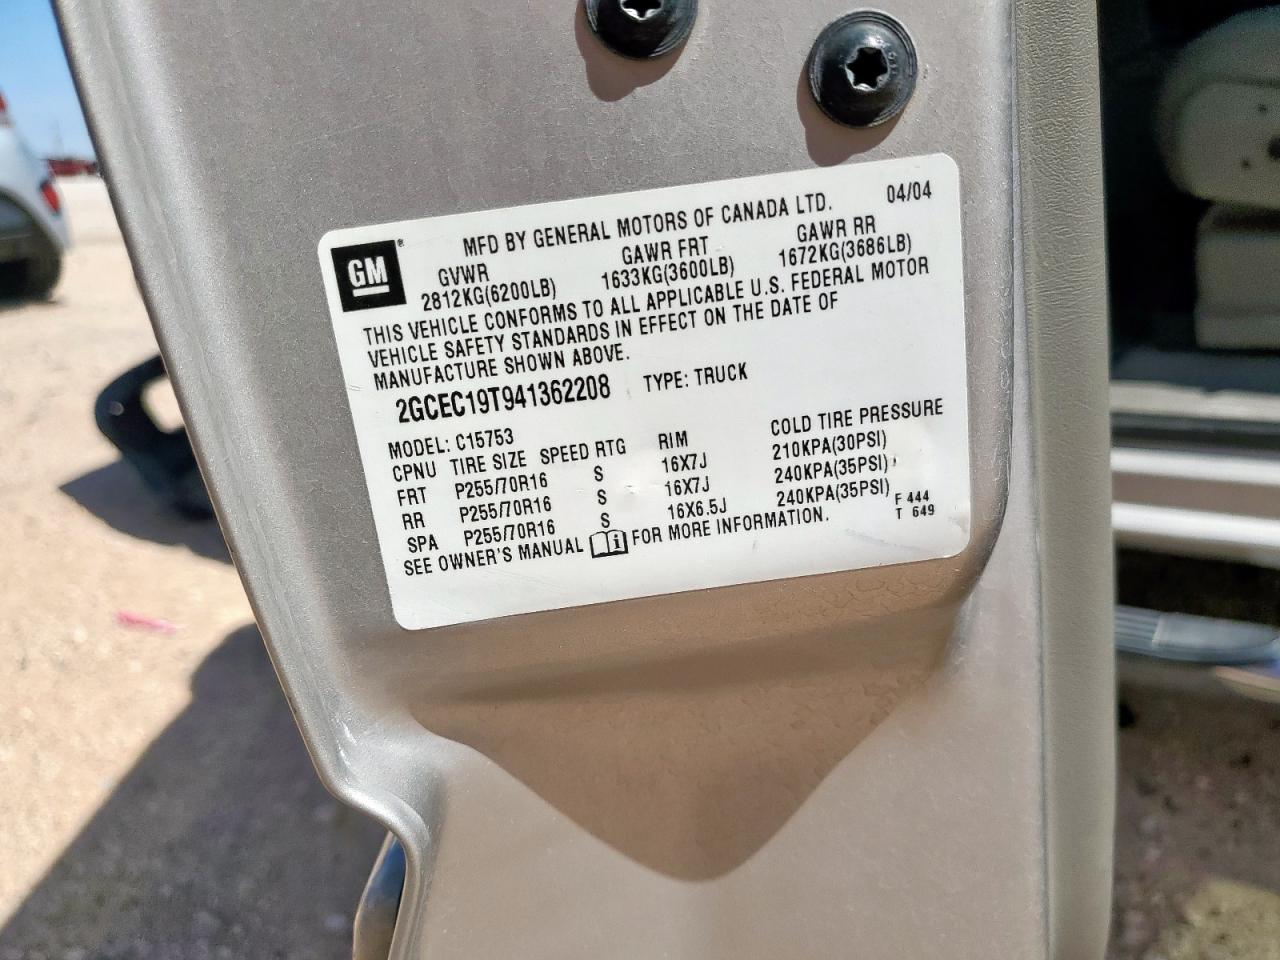 GM®
MFD BY GENERAL MOTORS OF CANADA LTD. 04/04
GVWR GAWR FRT GAWR RR
2812KG(6200LB) 1633KG(3600LB) 1672KG(3686LB)
THIS VEHICLE CONFORMS TO ALL APPLICABLE U.S. FEDERAL MOTOR
VEHICLE SAFETY STANDARDS IN EFFECT ON THE DATE OF
MANUFACTURE SHOWN ABOVE.
2GCEC19T941362208 TYPE: TRUCK
MODEL: C15753
CPNU TIRE SIZE SPEED RTG RIM COLD TIRE PRESSURE
FRT P255/70R16 S 16X7J 210KPA(30PSI)
RR P255/70R16 S 16X7J 240KPA(35PSI)
SPA P255/70R16 S 16X6.5J 240KPA(35PSI)
SEE OWNER'S MANUAL FOR MORE INFORMATION.
F 444
T 649